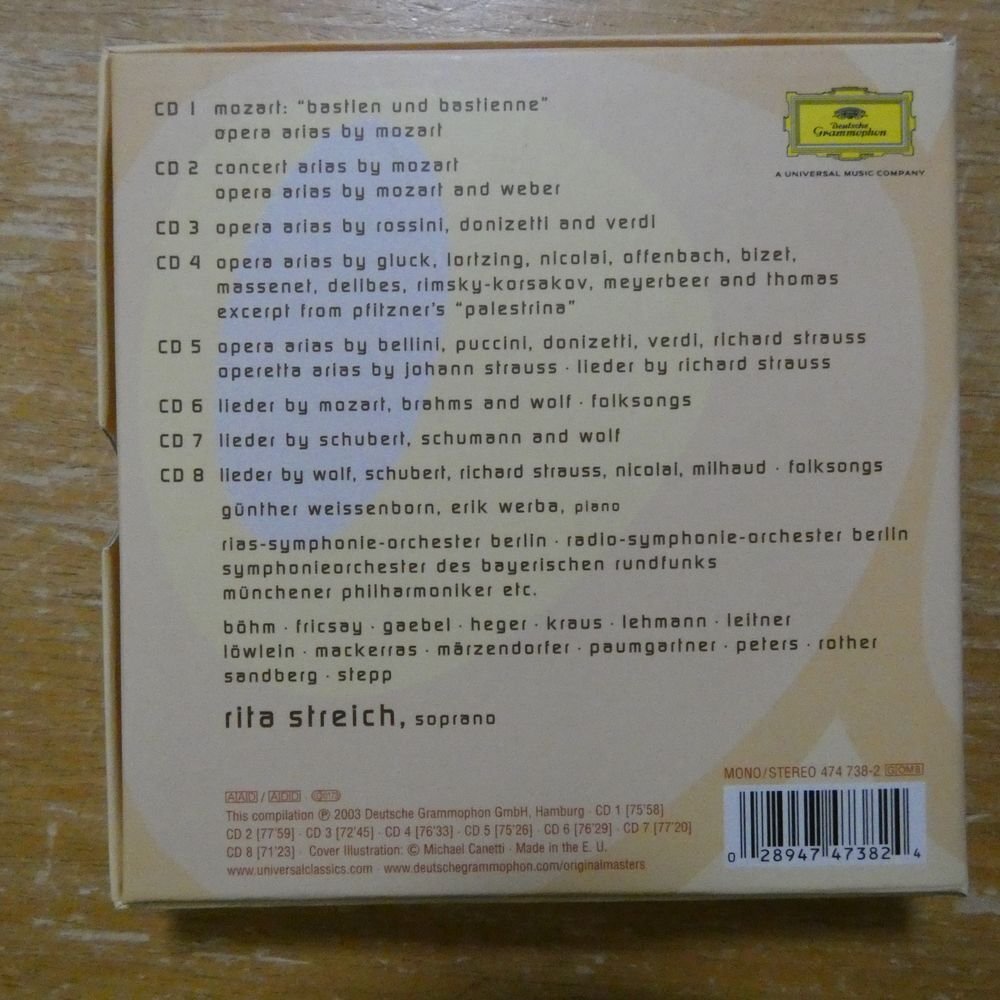 CD 1 mozart: "bastien und bastienne"
opera arias by mozart
CD 2 concert arias by mozart
opera arias by mozart and weber
CD 3 opera arias by rossini, donizetti and verdi
CD 4 opera arias by gluck, lortzing, nicolai, offenbach, bizet,
massenet, delibes, rimsky-korsakov, meyerbeer and thomas
excerpt from pfitzner's "palestrina"
CD 5 opera arias by bellini, puccini, donizetti, verdi, richard strauss
operetta arias by johann strauss · lieder by richard strauss
CD 6 lieder by mozart, brahms and wolf · folksongs
CD 7 lieder by schubert, schumann and wolf
CD 8 lieder by wolf, schubert, richard strauss, nicolai, milhaud · folksongs
günther weissenborn, erik werba, piano
rias-symphonie-orchester berlin · radio-symphonie-orchester berlin
symphonieorchester des bayerischen rundfunks
münchener philharmoniker etc.
böhm · fricsay · gaebel · heger · kraus · lehmann · leitner
löwlein · mackerras · märzendorfer · paumgartner · peters · rother
sandberg · stepp
rita streich, soprano
Deutsche
Grammophon
A UNIVERSAL MUSIC COMPANY
MONO/STEREO 474 738-2 GOM8
AAD / ADD ·
This compilation ℗ 2003 Deutsche Grammophon GmbH, Hamburg · CD 1 [75'58]
CD 2 [77'59] · CD 3 [72'45] · CD 4 [76'33] · CD 5 [75'26] · CD 6 [76'29] · CD 7 [77'20]
CD 8 [71'23] · Cover Illustration: © Michael Canetti · Made in the E. U.
www.universalclassics.com · www.deutschegrammophon.com/originalmasters
0 28947 47382 4